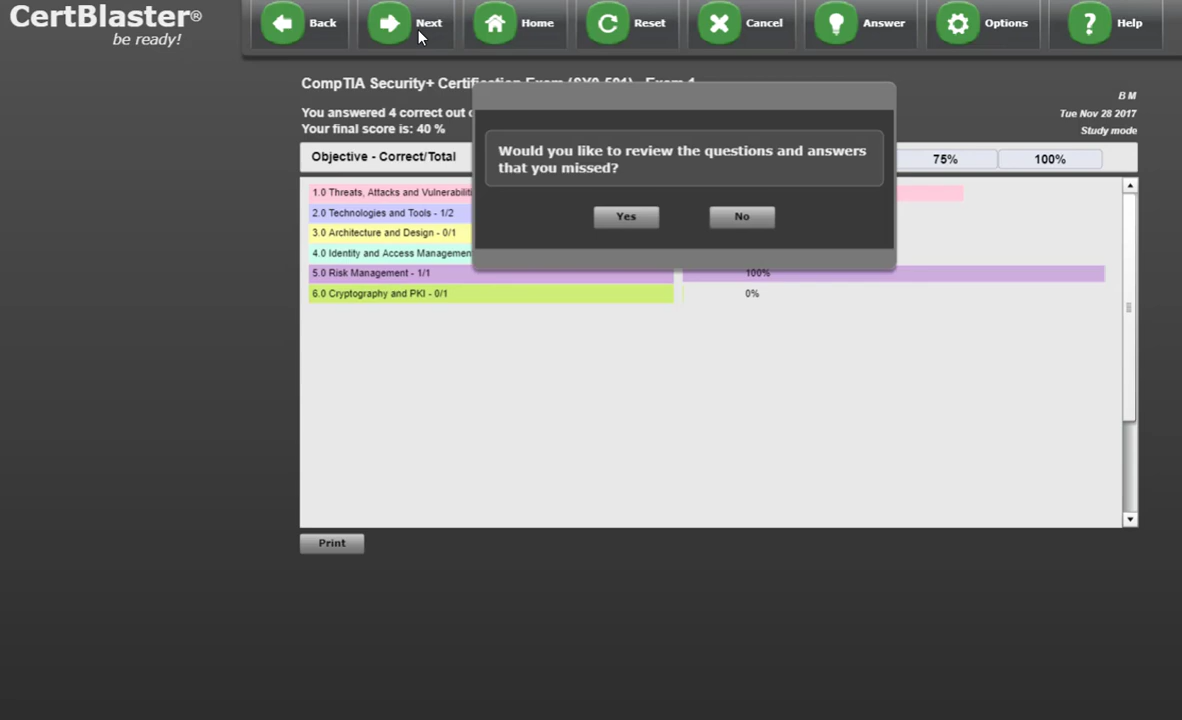 CertBlaster®
be ready!
Back
Next
Home
Reset
Cancel
Answer
Options
Help
CompTIA Security+ Certification Exam (SY0-501) - Exam 1
B M
You answered 4 correct out
Tue Nov 28 2017
Your final score is: 40 %
Study mode
Would you like to review the questions and answers
that you missed?
Yes
No
Objective - Correct/Total
75%
100%
1.0 Threats, Attacks and
2.0 Technologies and Tools - 1/2
3.0 Architecture and Design - 0/1
4.0 Identity and Access
5.0 Risk Management - 1/1
100%
6.0 Cryptography and PKI - 0/1
0%
Print